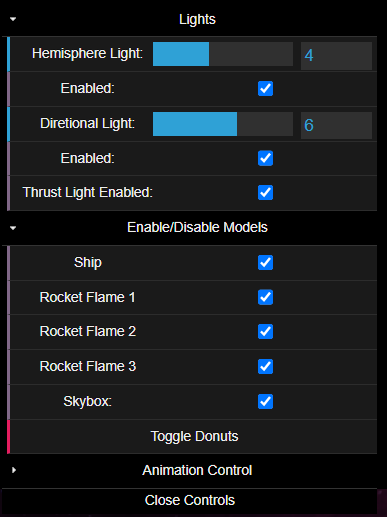 Lights
Hemisphere Light: 4
Enabled:
Diretional Light: 6
Enabled:
Thrust Light Enabled:
Enable/Disable Models
Ship
Rocket Flame 1
Rocket Flame 2
Rocket Flame 3
Skybox:
Toggle Donuts
Animation Control
Close Controls